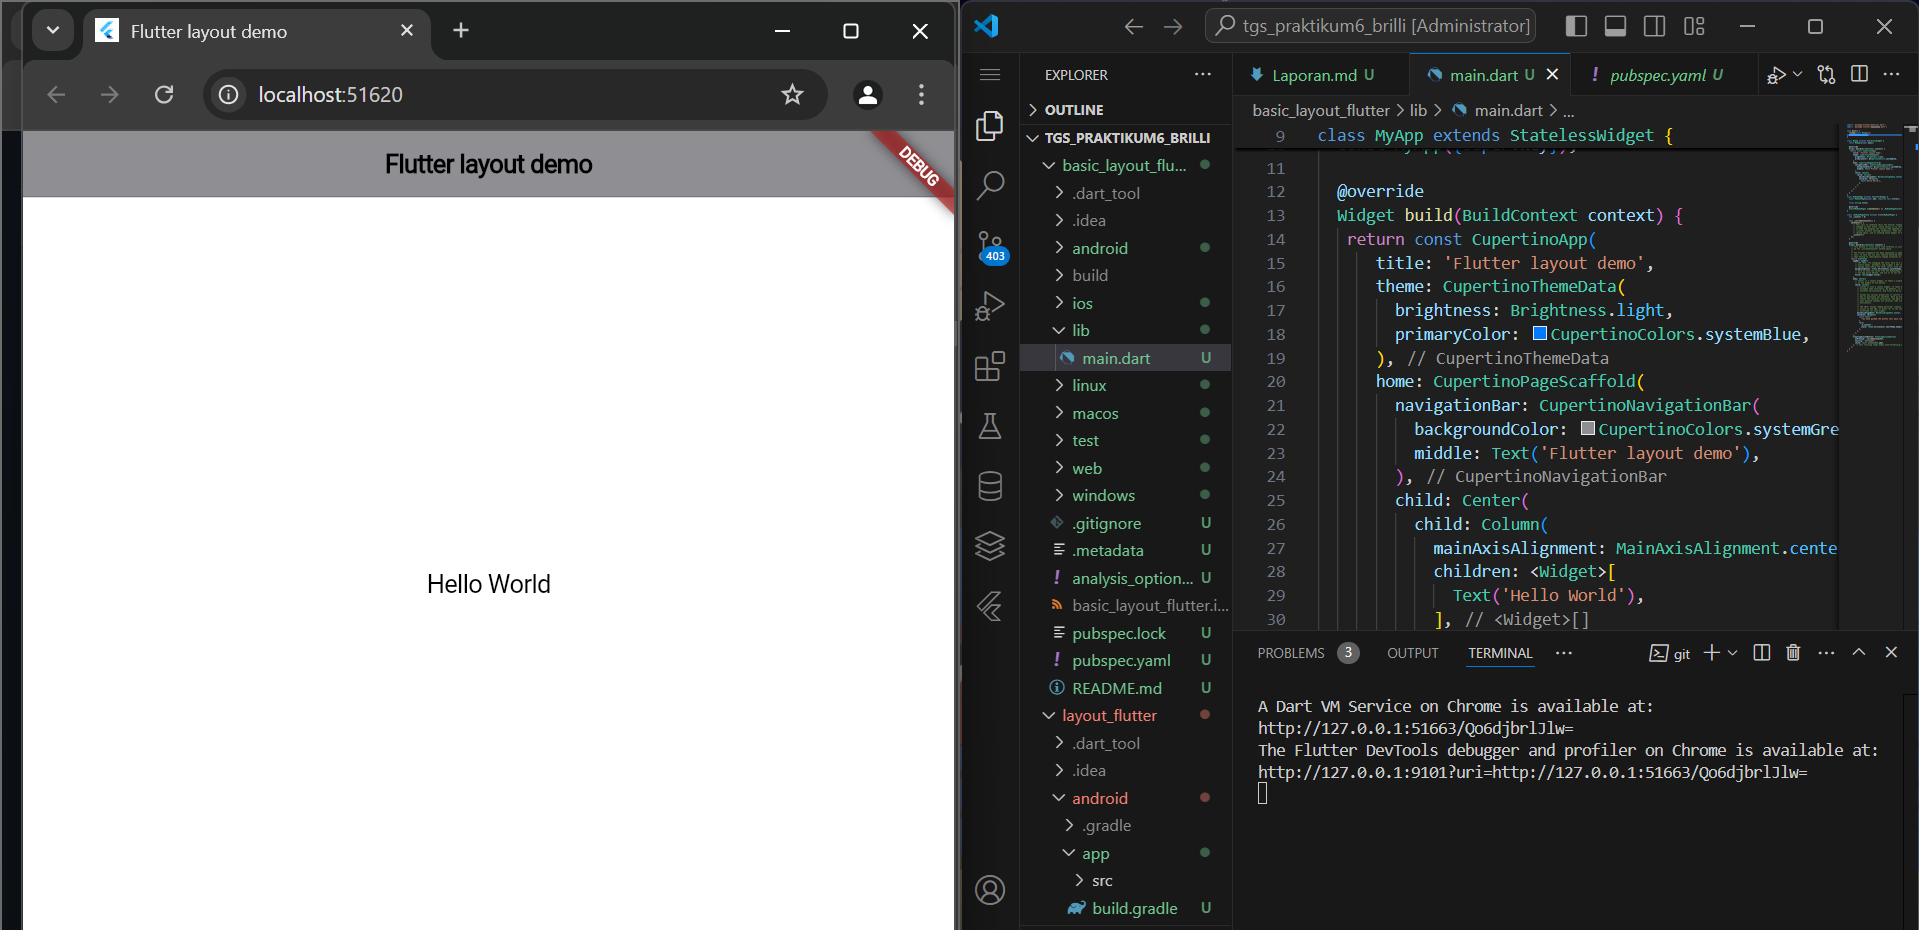 Flutter layout demo
localhost:51620
Flutter layout demo
DEBUG
Hello World
tgs_praktikum6_brilli [Administrator]
EXPLORER
OUTLINE
TGS_PRAKTIKUM6_BRILLI
basic_layout_flu...
.dart_tool
.idea
android
build
ios
lib
main.dart U
linux
macos
test
web
windows
.gitignore U
.metadata U
analysis_option... U
basic_layout_flutter.i...
pubspec.lock U
pubspec.yaml U
README.md U
layout_flutter
.dart_tool
.idea
android
.gradle
app
src
build.gradle U
403
Laporan.md U
main.dart U
pubspec.yaml U
basic_layout_flutter > lib > main.dart > ...
9 class MyApp extends StatelessWidget {
11
12 @override
13 Widget build(BuildContext context) {
14 return const CupertinoApp(
15 title: 'Flutter layout demo',
16 theme: CupertinoThemeData(
17 brightness: Brightness.light,
18 primaryColor: CupertinoColors.systemBlue,
19 ), // CupertinoThemeData
20 home: CupertinoPageScaffold(
21 navigationBar: CupertinoNavigationBar(
22 backgroundColor: CupertinoColors.systemGre
23 middle: Text('Flutter layout demo'),
24 ), // CupertinoNavigationBar
25 child: Center(
26 child: Column(
27 mainAxisAlignment: MainAxisAlignment.cente
28 children: <Widget>[
29 Text('Hello World'),
30 ], // <Widget>[]
PROBLEMS 3 OUTPUT TERMINAL ... git
A Dart VM Service on Chrome is available at:
http://127.0.0.1:51663/Qo6djbrlJlw=
The Flutter DevTools debugger and profiler on Chrome is available at:
http://127.0.0.1:9101?uri=http://127.0.0.1:51663/Qo6djbrlJlw=